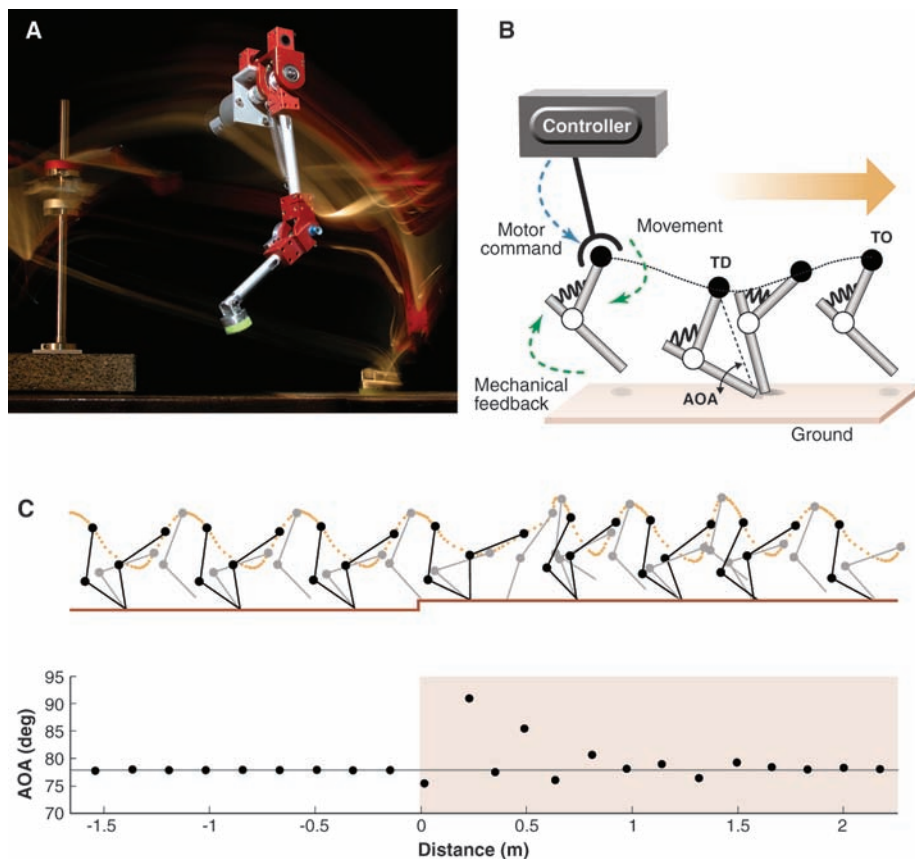 A
B
Controller
Motor
command
Movement
TD
TO
Mechanical
feedback
AOA
Ground
C
95
90
85
80
75
70
AOA (deg)
-1.5
-1
-0.5
0
0.5
1
1.5
2
Distance (m)